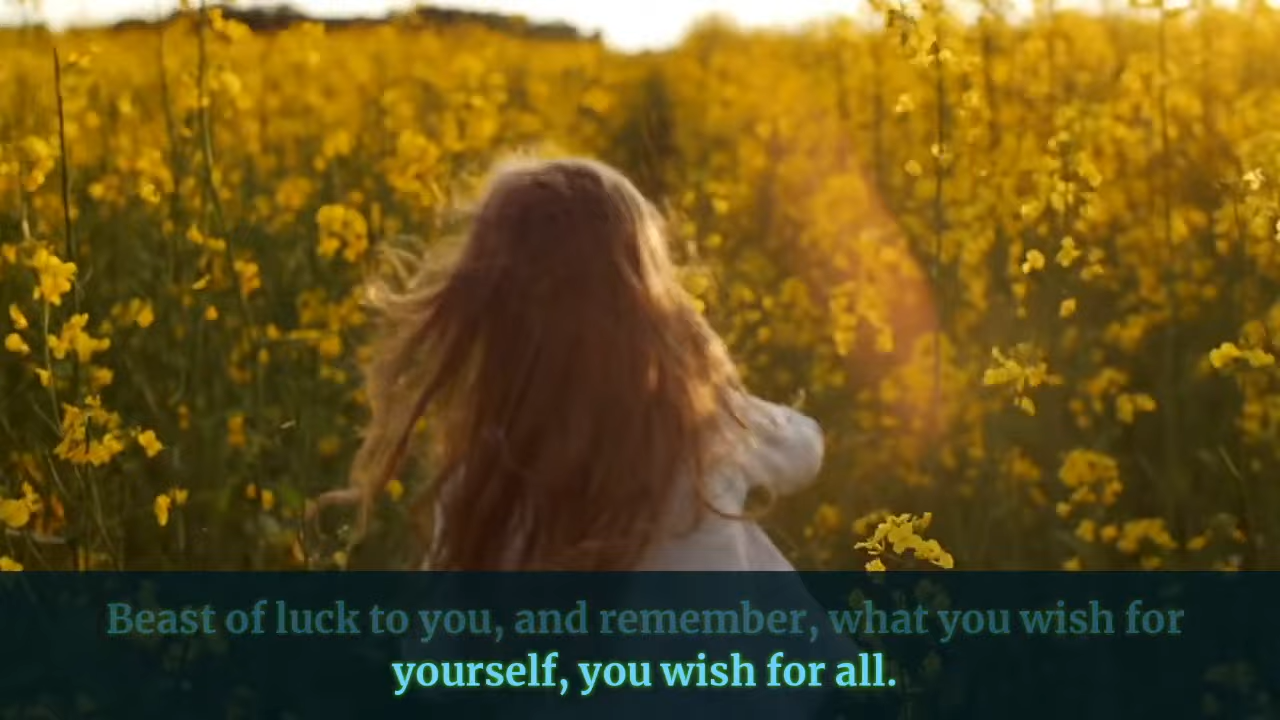 Beast of luck to you, and remember, what you wish for
yourself, you wish for all.